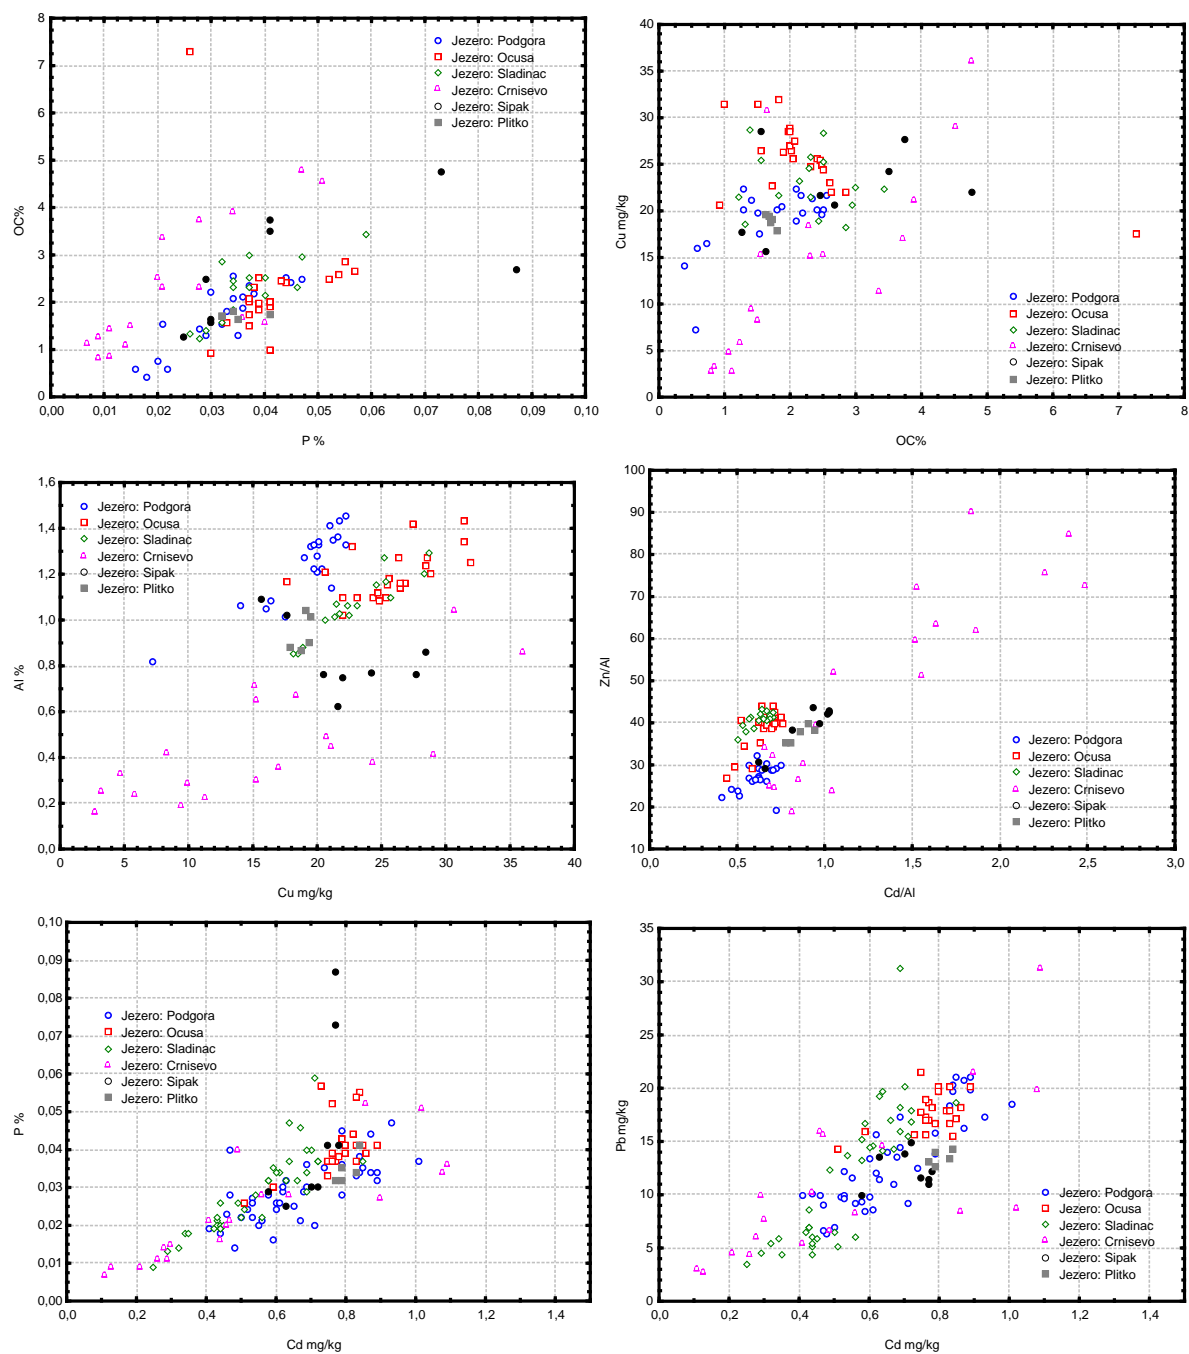 8
7
6
5
4
3
2
1
0
OC%
Jezero: Podgora
Jezero: Ocusa
Jezero: Sladinac
Jezero: Crnisevo
Jezero: Sipak
Jezero: Plitko
0,00 0,01 0,02 0,03 0,04 0,05 0,06 0,07 0,08 0,09 0,10
P %
40
35
30
25
20
15
10
5
0
Cu mg/kg
Jezero: Podgora
Jezero: Ocusa
Jezero: Sladinac
Jezero: Crnisevo
Jezero: Sipak
Jezero: Plitko
0 1 2 3 4 5 6 7 8
OC%
1,6
1,4
1,2
1,0
0,8
0,6
0,4
0,2
0,0
Al %
Jezero: Podgora
Jezero: Ocusa
Jezero: Sladinac
Jezero: Crnisevo
Jezero: Sipak
Jezero: Plitko
0 5 10 15 20 25 30 35 40
Cu mg/kg
100
90
80
70
60
50
40
30
20
10
Zn/Al
Jezero: Podgora
Jezero: Ocusa
Jezero: Sladinac
Jezero: Crnisevo
Jezero: Sipak
Jezero: Plitko
0,0 0,5 1,0 1,5 2,0 2,5 3,0
Cd/Al
0,10
0,09
0,08
0,07
0,06
0,05
0,04
0,03
0,02
0,01
0,00
P %
Jezero: Podgora
Jezero: Ocusa
Jezero: Sladinac
Jezero: Crnisevo
Jezero: Sipak
Jezero: Plitko
0,0 0,2 0,4 0,6 0,8 1,0 1,2 1,4
Cd mg/kg
35
30
25
20
15
10
5
0
Pb mg/kg
Jezero: Podgora
Jezero: Ocusa
Jezero: Sladinac
Jezero: Crnisevo
Jezero: Sipak
Jezero: Plitko
0,0 0,2 0,4 0,6 0,8 1,0 1,2 1,4
Cd mg/kg